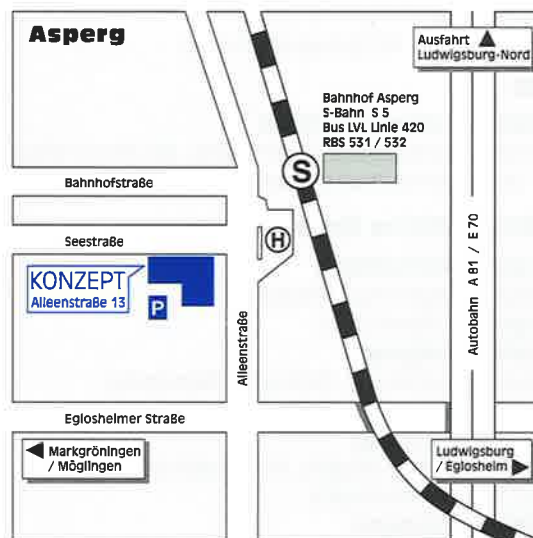 Asperg
Ausfahrt ▲
Ludwigsburg-Nord
Bahnhof Asperg
S-Bahn S 5
Bus LVL Linie 420
RBS 531 / 532
S
Bahnhofstraße
Seestraße
H
KONZEPT
Alleenstraße 13
P
Alleenstraße
Autobahn A 81 / E 70
Eglosheimer Straße
◀ Markgröningen
/ Möglingen
Ludwigsburg
/ Eglosheim ▶